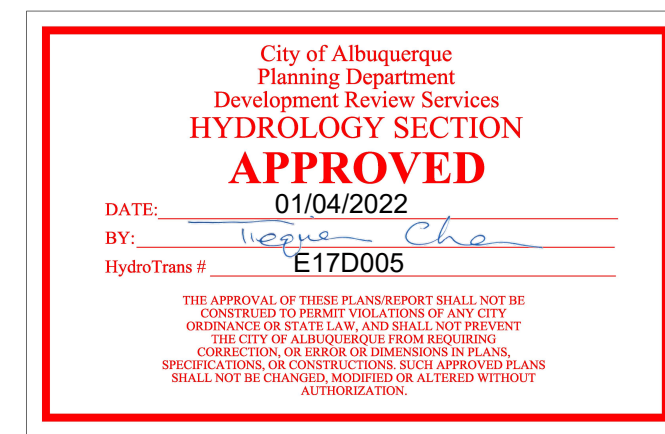 City of Albuquerque
Planning Department
Development Review Services
HYDROLOGY SECTION
APPROVED
DATE: 01/04/2022
BY:
HydroTrans # E17D005
THE APPROVAL OF THESE PLANS/REPORT SHALL NOT BE
CONSTRUED TO PERMIT VIOLATIONS OF ANY CITY
ORDINANCE OR STATE LAW, AND SHALL NOT PREVENT
THE CITY OF ALBUQUERQUE FROM REQUIRING
CORRECTION, OR ERROR OR DIMENSIONS IN PLANS,
SPECIFICATIONS, OR CONSTRUCTIONS. SUCH APPROVED PLANS
SHALL NOT BE CHANGED, MODIFIED OR ALTERED WITHOUT
AUTHORIZATION.